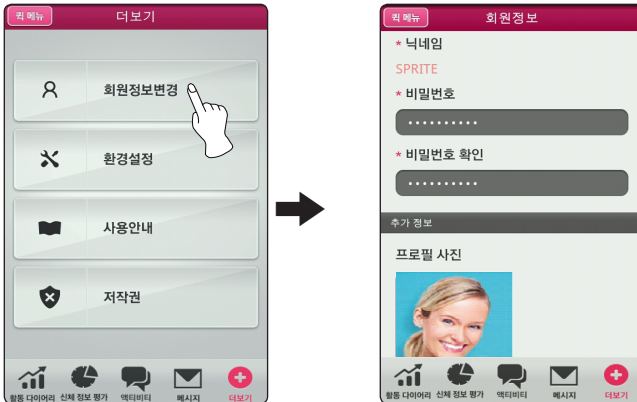 퀵 메뉴
더보기
회원정보변경
환경설정
사용안내
저작권
활동 다이어리
신체 정보 평가
액티비티
메시지
더보기
퀵 메뉴
회원정보
* 닉네임
SPRITE
* 비밀번호
··········
* 비밀번호 확인
··········
추가 정보
프로필 사진
활동 다이어리
신체 정보 평가
액티비티
메시지
더보기